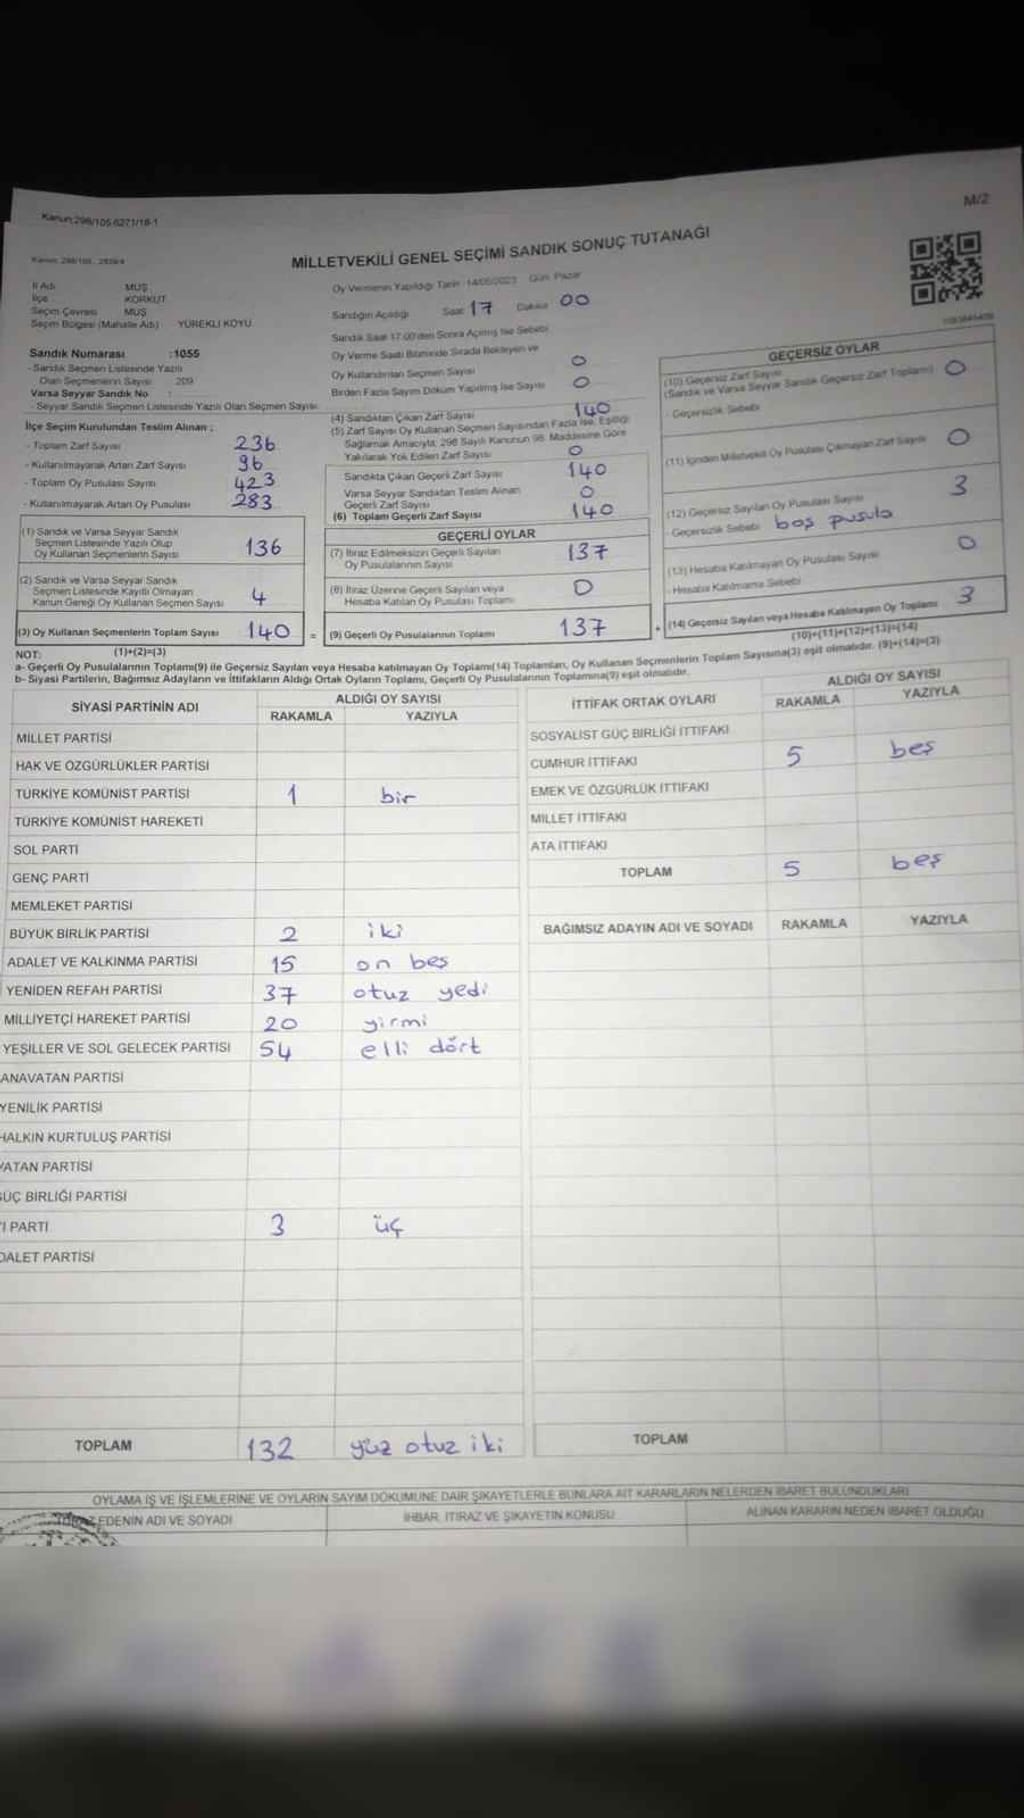 Kanun:298/105.6271/18-1
M/2
MİLLETVEKİLİ GENEL SEÇİMİ SANDIK SONUÇ TUTANAĞI
İl Adı MUŞ
İlçe KORKUT
Seçim Çevresi MUŞ
Seçim Bölgesi (Mahalle Adı) YÜREKLİ KÖYÜ
Oy Vermenin Yapıldığı Tarih 14/05/2023 Gün Pazar
Sandığın Açıldığı Saat 17 Dakika 00
Sandık Saat 17.00'den Sonra Açılmış İse Sebebi
Sandık Numarası :1055
- Sandık Seçmen Listesinde Yazılı
Olan Seçmenlerin Sayısı 209
Varsa Seyyar Sandık No :
- Seyyar Sandık Seçmen Listesinde Yazılı Olan Seçmen Sayısı
Oy Verme Saati Bitiminde Sırada Bekleyen ve
Oy Kullandırılan Seçmen Sayısı 0
Birden Fazla Sayım Döküm Yapılmış İse Sayısı 0
İlçe Seçim Kurulundan Teslim Alınan :
- Toplam Zarf Sayısı 236
- Kullanılmayarak Artan Zarf Sayısı 96
- Toplam Oy Pusulası Sayısı 423
- Kullanılmayarak Artan Oy Pusulası 283
(4) Sandıktan Çıkan Zarf Sayısı 140
(5) Zarf Sayısı Oy Kullanan Seçmen Sayısından Fazla İse, Eşitliği
Sağlamak Amacıyla, 298 Sayılı Kanunun 98. Maddesine Göre
Yakılarak Yok Edilen Zarf Sayısı 0
Sandıkta Çıkan Geçerli Zarf Sayısı 140
Varsa Seyyar Sandıktan Teslim Alınan
Geçerli Zarf Sayısı 0
(6) Toplam Geçerli Zarf Sayısı 140
GEÇERSİZ OYLAR
(10) Geçersiz Zarf Sayısı
(Sandık ve Varsa Seyyar Sandık Geçersiz Zarf Toplamı) 0
- Geçersizlik Sebebi
(11) İçinden Milletvekili Oy Pusulası Çıkmayan Zarf Sayısı 0
(12) Geçersiz Sayılan Oy Pusulası Sayısı 3
- Geçersizlik Sebebi boş pusula
(13) Hesaba Katılmayan Oy Pusulası Sayısı 0
- Hesaba Katılmama Sebebi
(14) Geçersiz Sayılan veya Hesaba Katılmayan Oy Toplamı 3
(10)+(11)+(12)+(13)=(14)
(1) Sandık ve Varsa Seyyar Sandık
Seçmen Listesinde Yazılı Olup
Oy Kullanan Seçmenlerin Sayısı 136
(2) Sandık ve Varsa Seyyar Sandık
Seçmen Listesinde Kayıtlı Olmayan
Kanun Gereği Oy Kullanan Seçmen Sayısı 4
(3) Oy Kullanan Seçmenlerin Toplam Sayısı 140 =
(1)+(2)=(3)
GEÇERLİ OYLAR
(7) İtiraz Edilmeksizin Geçerli Sayılan
Oy Pusulalarının Sayısı 137
(8) İtiraz Üzerine Geçerli Sayılan veya
Hesaba Katılan Oy Pusulası Toplamı 0
(9) Geçerli Oy Pusulalarının Toplamı 137 +
NOT:
a- Geçerli Oy Pusulalarının Toplamı(9) ile Geçersiz Sayılan veya Hesaba katılmayan Oy Toplamı(14) Toplamları, Oy Kullanan Seçmenlerin Toplam Sayısına(3) eşit olmalıdır. (9)+(14)=(3)
b- Siyasi Partilerin, Bağımsız Adayların ve İttifakların Aldığı Ortak Oyların Toplamı, Geçerli Oy Pusulalarının Toplamına(9) eşit olmalıdır.
SİYASİ PARTİNİN ADI ALDIĞI OY SAYISI
RAKAMLA YAZIYLA
MİLLET PARTİSİ
HAK VE ÖZGÜRLÜKLER PARTİSİ
TÜRKİYE KOMÜNİST PARTİSİ 1 bir
TÜRKİYE KOMÜNİST HAREKETİ
SOL PARTİ
GENÇ PARTİ
MEMLEKET PARTİSİ
BÜYÜK BİRLİK PARTİSİ 2 iki
ADALET VE KALKINMA PARTİSİ 15 on beş
YENİDEN REFAH PARTİSİ 37 otuz yedi
MİLLİYETÇİ HAREKET PARTİSİ 20 yirmi
YEŞİLLER VE SOL GELECEK PARTİSİ 54 elli dört
ANAVATAN PARTİSİ
YENİLİK PARTİSİ
HALKIN KURTULUŞ PARTİSİ
VATAN PARTİSİ
GÜÇ BİRLİĞİ PARTİSİ
İ PARTİ 3 üç
DALET PARTİSİ
TOPLAM 132 yüz otuz iki
İTTİFAK ORTAK OYLARI ALDIĞI OY SAYISI
RAKAMLA YAZIYLA
SOSYALİST GÜÇ BİRLİĞİ İTTİFAKI
CUMHUR İTTİFAKI 5 beş
EMEK VE ÖZGÜRLÜK İTTİFAKI
MİLLET İTTİFAKI
ATA İTTİFAKI
TOPLAM 5 beş
BAĞIMSIZ ADAYIN ADI VE SOYADI RAKAMLA YAZIYLA
TOPLAM
OYLAMA İŞ VE İŞLEMLERİNE VE OYLARIN SAYIM DÖKÜMÜNE DAİR ŞİKAYETLERLE BUNLARA AİT KARARLARIN NELERDEN İBARET BULUNDUKLARI
EDENİN ADI VE SOYADI İHBAR, İTİRAZ VE ŞİKAYETİN KONUSU ALINAN KARARIN NEDEN İBARET OLDUĞU